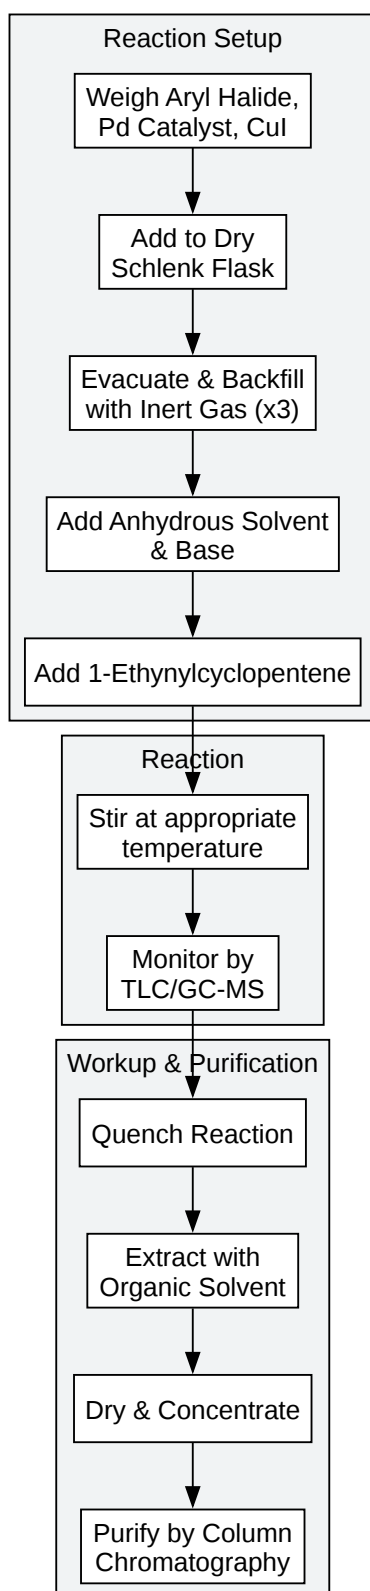 Reaction Setup
Weigh Aryl Halide,
Pd Catalyst, CuI
Add to Dry
Schlenk Flask
Evacuate & Backfill
with Inert Gas (x3)
Add Anhydrous Solvent
& Base
Add 1-Ethynylcyclopentene
Reaction
Stir at appropriate
temperature
Monitor by
TLC/GC-MS
Workup & Purification
Quench Reaction
Extract with
Organic Solvent
Dry & Concentrate
Purify by Column
Chromatography